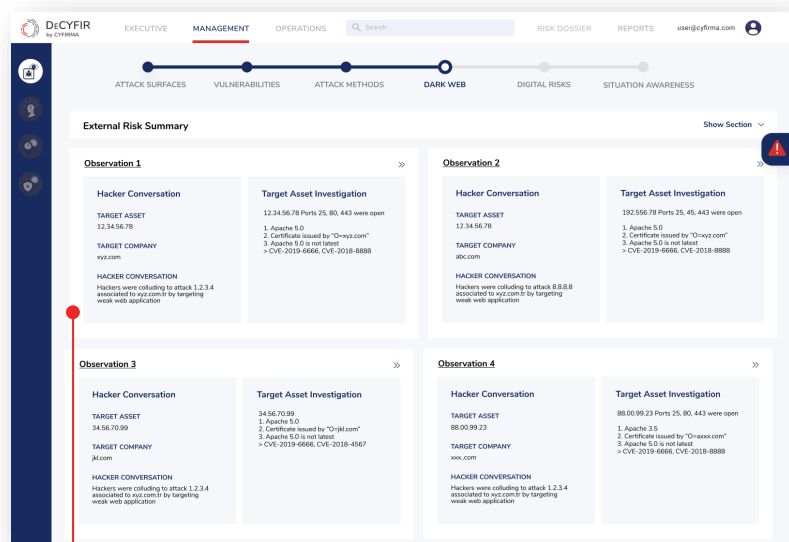 DECYFIR
by CYFIRMA
EXECUTIVE
MANAGEMENT
OPERATIONS
Search
RISK DOSSIER
REPORTS
user@cyfirma.com
ATTACK SURFACES
VULNERABILITIES
ATTACK METHODS
DARK WEB
DIGITAL RISKS
SITUATION AWARENESS
External Risk Summary
Show Section
Observation 1
Hacker Conversation
TARGET ASSET
12.34.56.78
TARGET COMPANY
xyz.com
HACKER CONVERSATION
Hackers were colluding to attack 1.2.3.4
associated to xyz.com.tr by targeting
weak web application
Target Asset Investigation
12.34.56.78 Ports 25, 80, 443 were open
1. Apache 5.0
2. Certificate issued by “O=xyz.com”
3. Apache 5.0 is not latest
> CVE-2019-6666, CVE-2018-8888
Observation 2
Hacker Conversation
TARGET ASSET
12.34.56.78
TARGET COMPANY
abc.com
HACKER CONVERSATION
Hackers were colluding to attack 8.8.8.8
associated to xyz.com.tr by targeting
weak web application
Target Asset Investigation
192.556.78 Ports 25, 45, 443 were open
1. Apache 5.0
2. Certificate issued by “O=xyz.com”
3. Apache 5.0 is not latest
> CVE-2019-6666, CVE-2018-8888
Observation 3
Hacker Conversation
TARGET ASSET
34.56.70.99
TARGET COMPANY
jkl.com
HACKER CONVERSATION
Hackers were colluding to attack 1.2.3.4
associated to xyz.com.tr by targeting
weak web application
Target Asset Investigation
34.56.70.99
1. Apache 5.0
2. Certificate issued by “O=jkl.com”
3. Apache 5.0 is not latest
> CVE-2019-6666, CVE-2018-4567
Observation 4
Hacker Conversation
TARGET ASSET
88.00.99.23
TARGET COMPANY
xxx,.com
HACKER CONVERSATION
Hackers were colluding to attack 1.2.3.4
associated to xyz.com.tr by targeting
weak web application
Target Asset Investigation
88.00.99.23 Ports 25, 80, 443 were open
1. Apache 3.5
2. Certificate issued by “O=axxx.com”
3. Apache 5.0 is not latest
> CVE-2019-6666, CVE-2018-8888